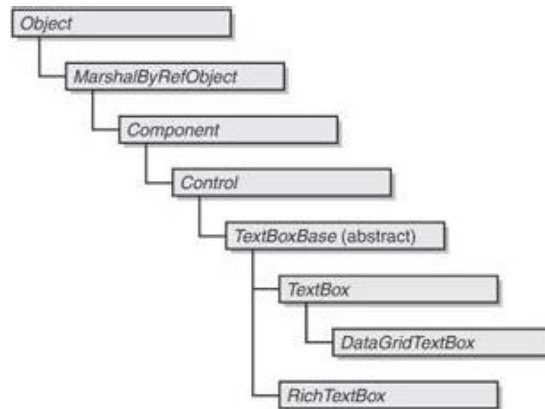 Object
MarshalByRefObject
Component
Control
TextBoxBase (abstract)
TextBox
DataGridTextBox
RichTextBox